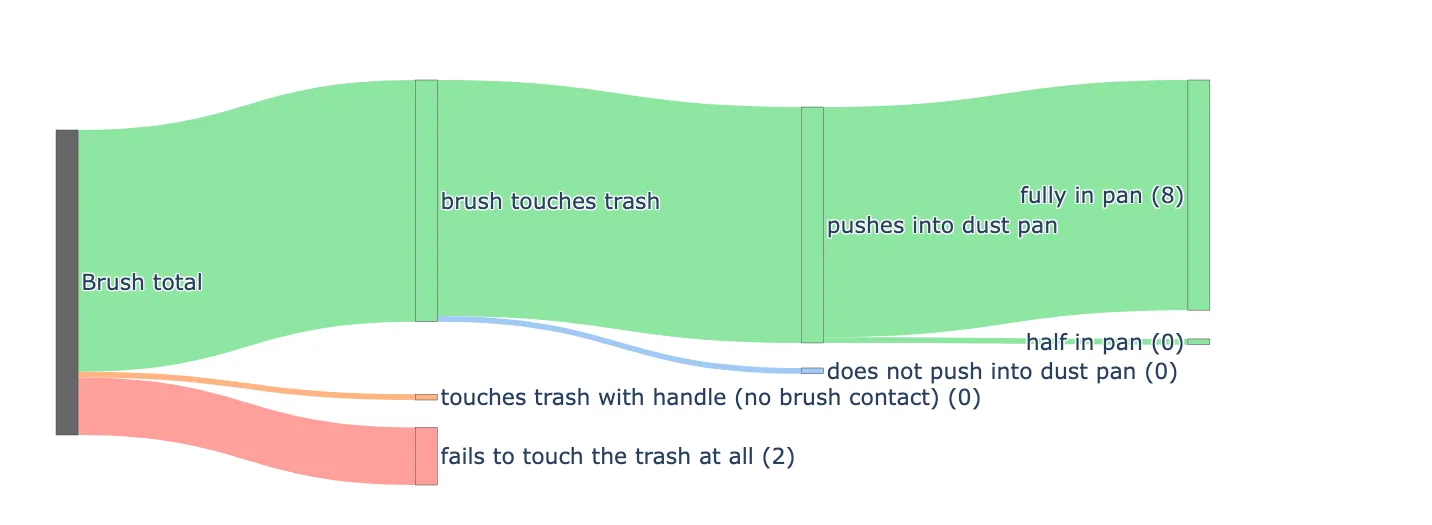 Brush total
brush touches trash
touches trash with handle (no brush contact) (0)
fails to touch the trash at all (2)
pushes into dust pan
does not push into dust pan (0)
fully in pan (8)
half in pan (0)